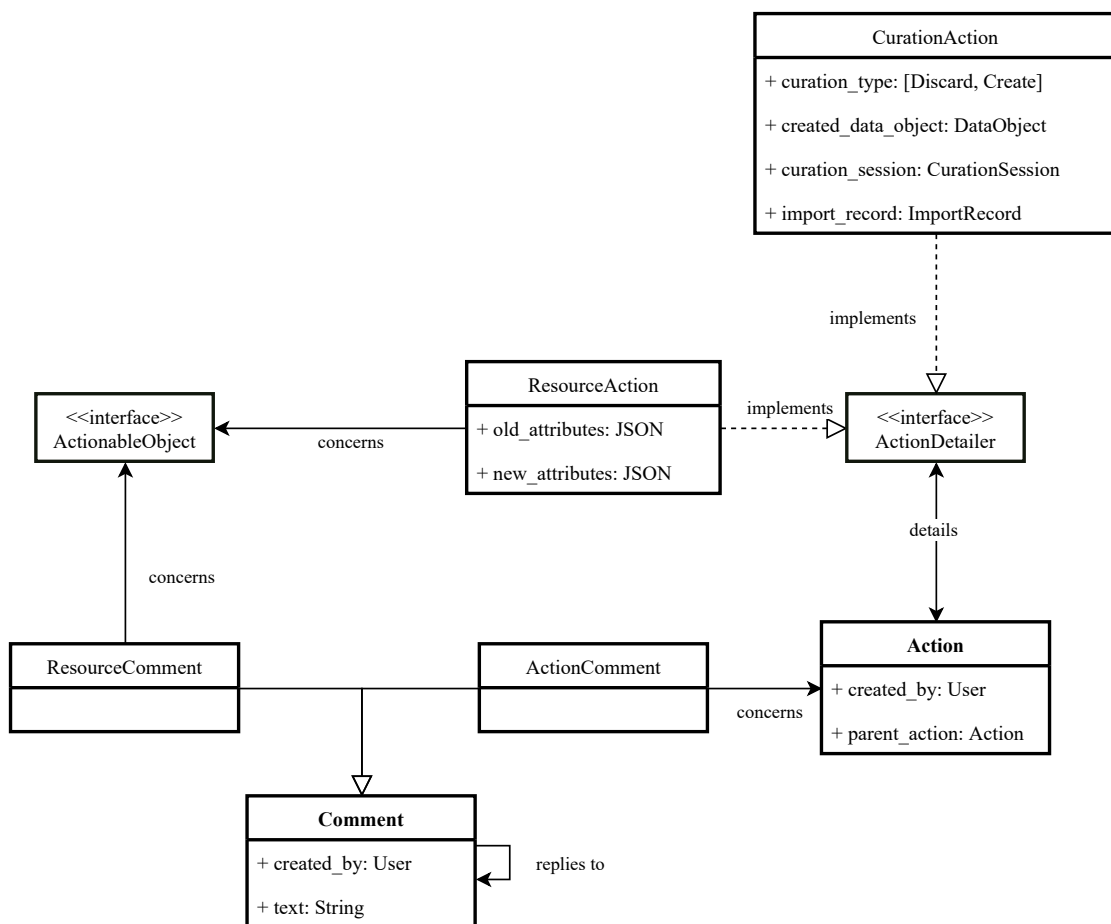 CurationAction
+ curation_type: [Discard, Create]
+ created_data_object: DataObject
+ curation_session: CurationSession
+ import_record: ImportRecord
implements
ResourceAction
+ old_attributes: JSON
+ new_attributes: JSON
<<interface>>
ActionableObject
concerns
implements
<<interface>>
ActionDetailer
details
concerns
ResourceComment
ActionComment
concerns
Action
+ created_by: User
+ parent_action: Action
Comment
+ created_by: User
+ text: String
replies to